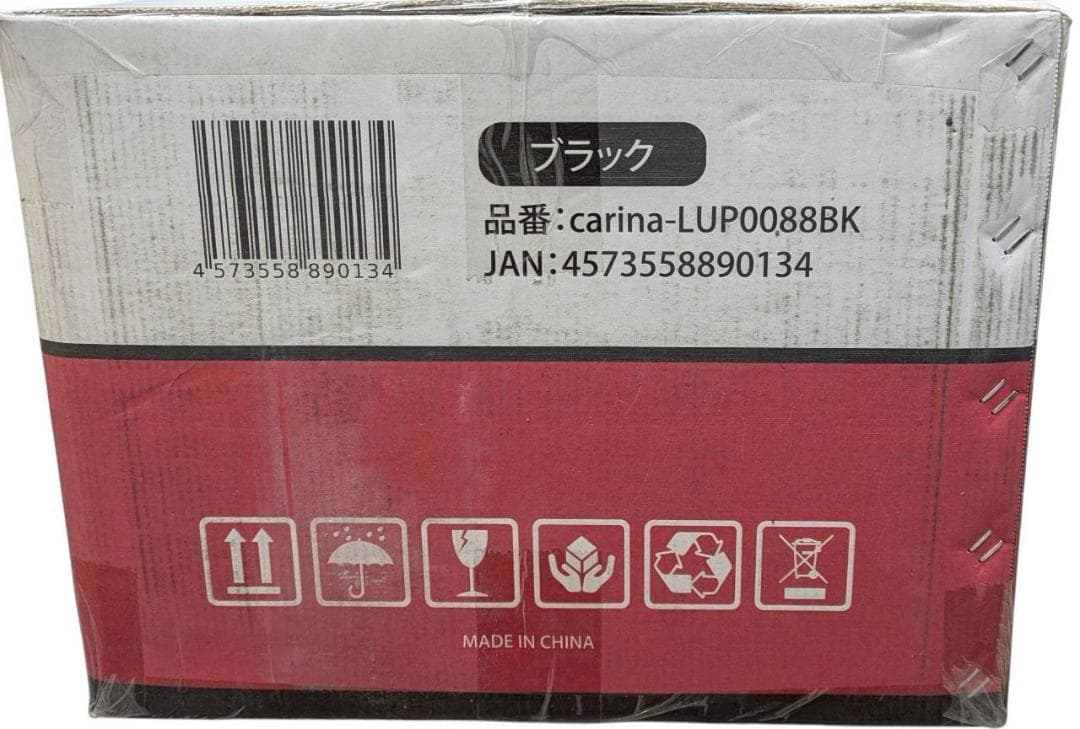 4 573558 890134
ブラック
品番：carina-LUP0088BK
JAN：4573558890134
MADE IN CHINA